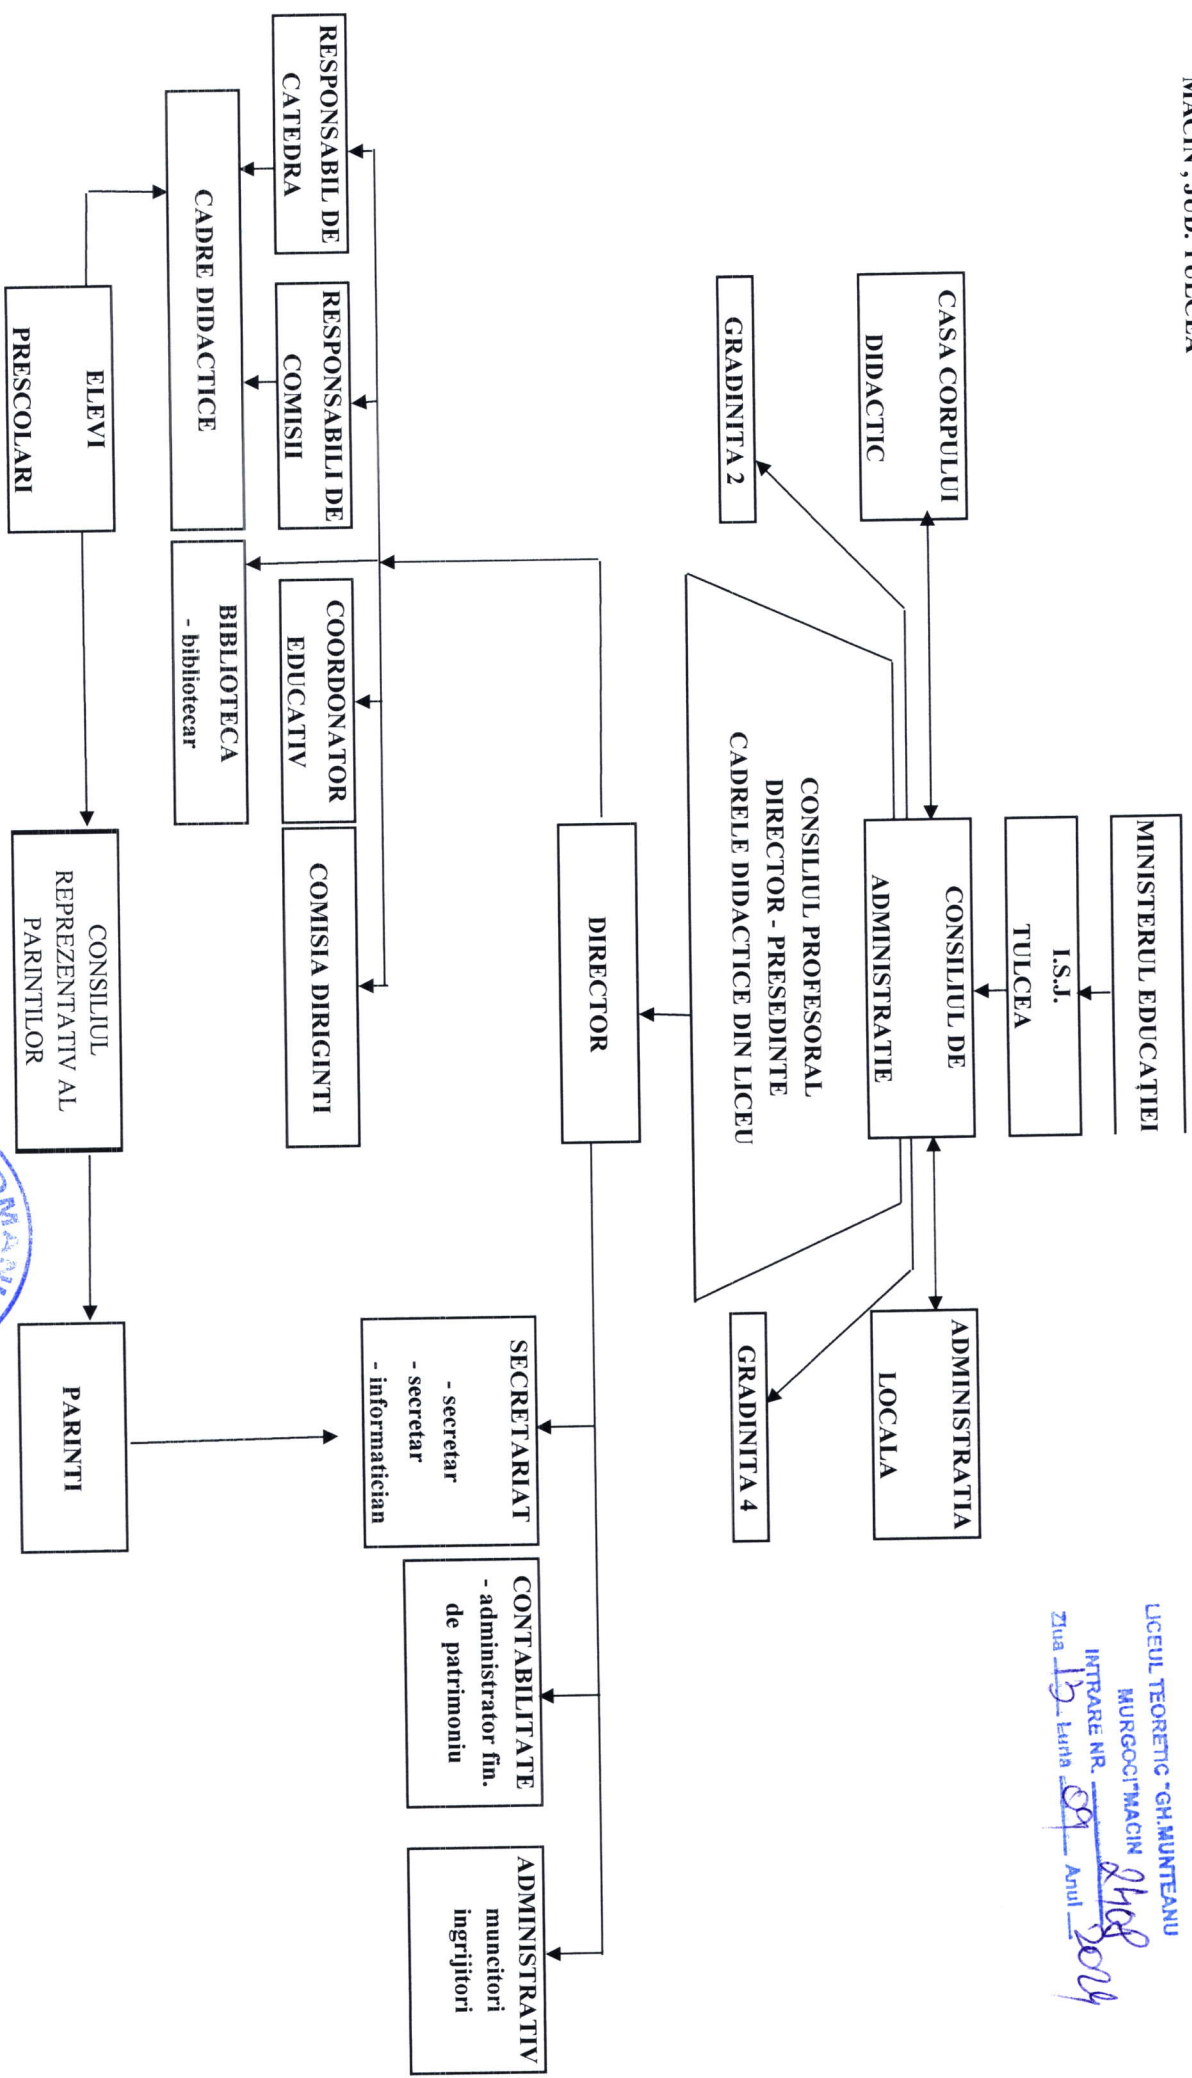 MACIN , JUD. TULCEA
LICEUL TEORETIC "GH.MUNTEANU
MURGOCI"MACIN
INTRARE NR. 2408
Ziua 13 Luna 09 Anul 2024
MINISTERUL EDUCAȚIEI
I.S.J.
TULCEA
CASA CORPULUI
DIDACTIC
CONSILIUL DE
ADMINISTRATIE
ADMINISTRATIA
LOCALA
GRADINITA 2
CONSILIUL PROFESORAL
DIRECTOR - PRESEDINTE
CADRELE DIDACTICE DIN LICEU
GRADINITA 4
DIRECTOR
RESPONSABIL DE
CATEDRA
RESPONSABILI DE
COMISII
COORDONATOR
EDUCATIV
COMISIA DIRIGINTI
SECRETARIAT
- secretar
- secretar
- informatician
CONTABILITATE
- administrator fin.
de patrimoniu
ADMINISTRATIV
muncitori
ingrijitori
CADRE DIDACTICE
BIBLIOTECA
- bibliotecar
ELEVI
PRESCOLARI
CONSILIUL
REPREZENTATIV AL
PARINTILOR
PARINTI